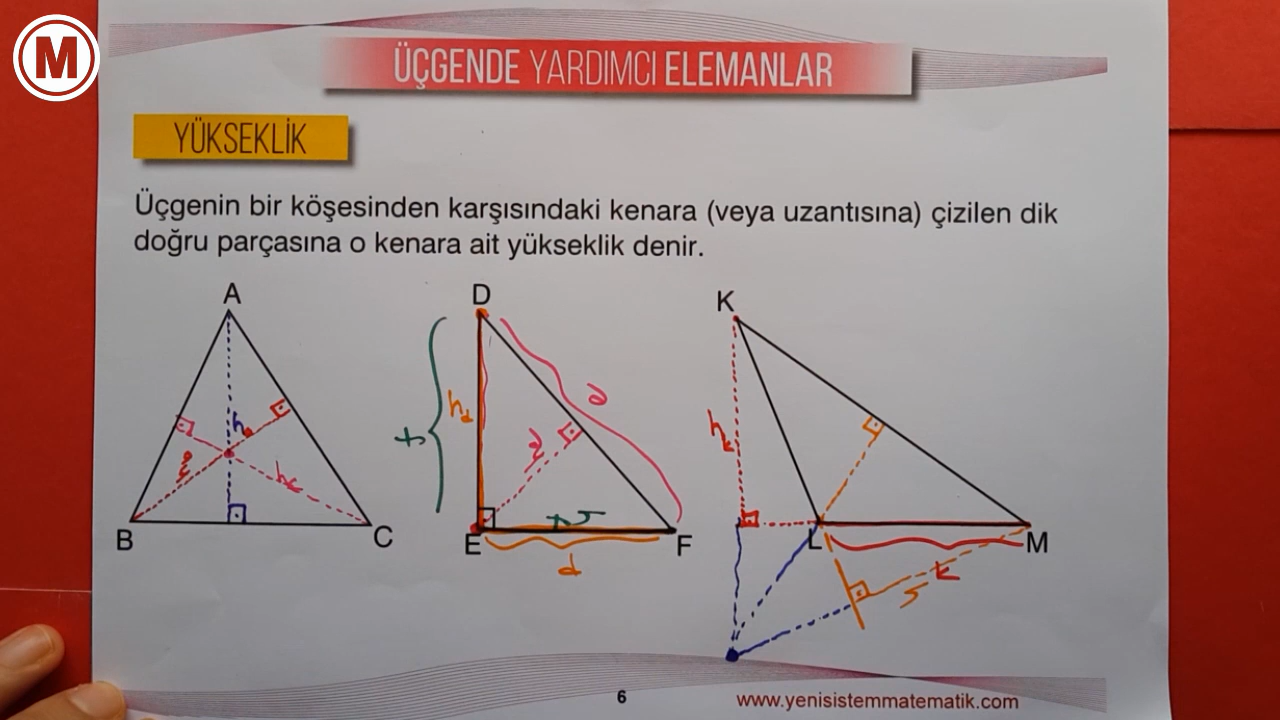 M
ÜÇGENDE YARDIMCI ELEMANLAR
YÜKSEKLİK
Üçgenin bir köşesinden karşısındaki kenara (veya uzantısına) çizilen dik
doğru parçasına o kenara ait yükseklik denir.
A
D
K
B
C
E
F
L
M
d
k
6
www.yenisistemmatematik.com